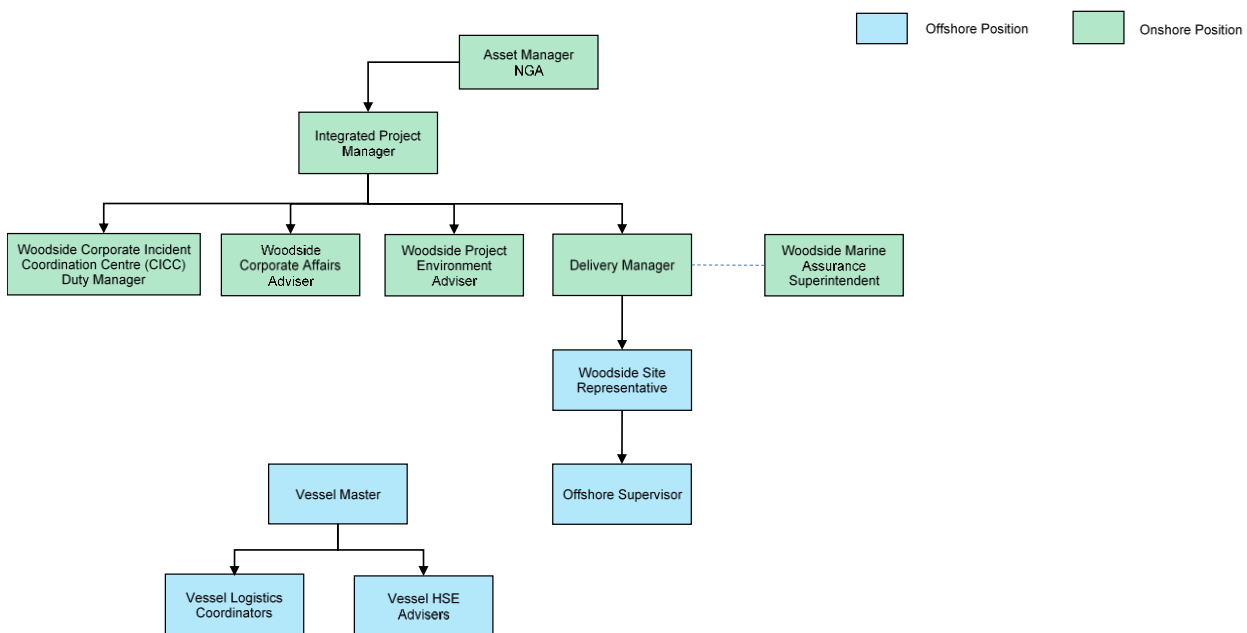 Offshore Position
Onshore Position
Asset Manager
NGA
Integrated Project
Manager
Woodside Corporate Incident
Coordination Centre (CICC)
Duty Manager
Woodside
Corporate Affairs
Adviser
Woodside Project
Environment
Adviser
Delivery Manager
Woodside Marine
Assurance
Superintendent
Woodside Site
Representative
Vessel Master
Offshore Supervisor
Vessel Logistics
Coordinators
Vessel HSE
Advisers